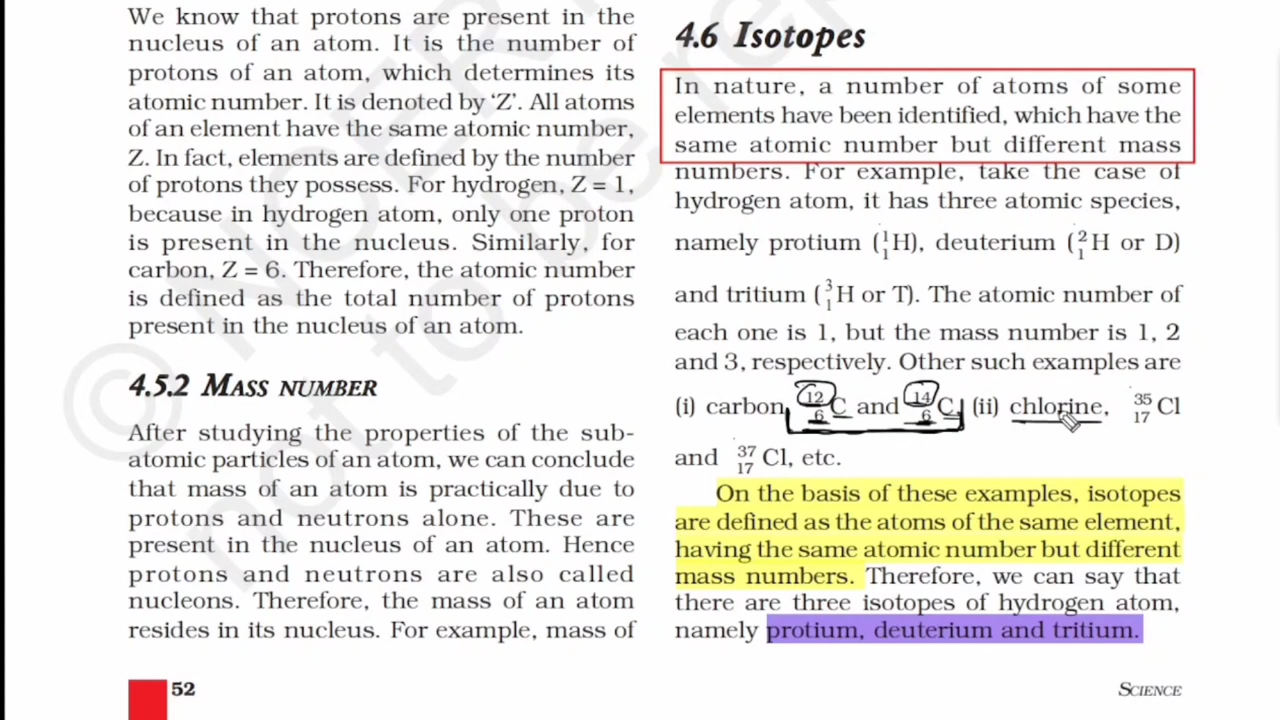 We know that protons are present in the
nucleus of an atom. It is the number of
protons of an atom, which determines its
atomic number. It is denoted by ‘Z’. All atoms
of an element have the same atomic number,
Z. In fact, elements are defined by the number
of protons they possess. For hydrogen, Z = 1,
because in hydrogen atom, only one proton
is present in the nucleus. Similarly, for
carbon, Z = 6. Therefore, the atomic number
is defined as the total number of protons
present in the nucleus of an atom.
4.5.2 MASS NUMBER
After studying the properties of the sub-
atomic particles of an atom, we can conclude
that mass of an atom is practically due to
protons and neutrons alone. These are
present in the nucleus of an atom. Hence
protons and neutrons are also called
nucleons. Therefore, the mass of an atom
resides in its nucleus. For example, mass of
4.6 Isotopes
In nature, a number of atoms of some
elements have been identified, which have the
same atomic number but different mass
numbers. For example, take the case of
hydrogen atom, it has three atomic species,
namely protium (¹₁H), deuterium (²₁H or D)
and tritium (³₁H or T). The atomic number of
each one is 1, but the mass number is 1, 2
and 3, respectively. Other such examples are
(i) carbon, ¹²₆C and ¹⁴₆C, (ii) chlorine, ³⁵₁₇Cl
and ³⁷₁₇Cl, etc.
On the basis of these examples, isotopes
are defined as the atoms of the same element,
having the same atomic number but different
mass numbers. Therefore, we can say that
there are three isotopes of hydrogen atom,
namely protium, deuterium and tritium.
52
SCIENCE
© NCER
not to be rep